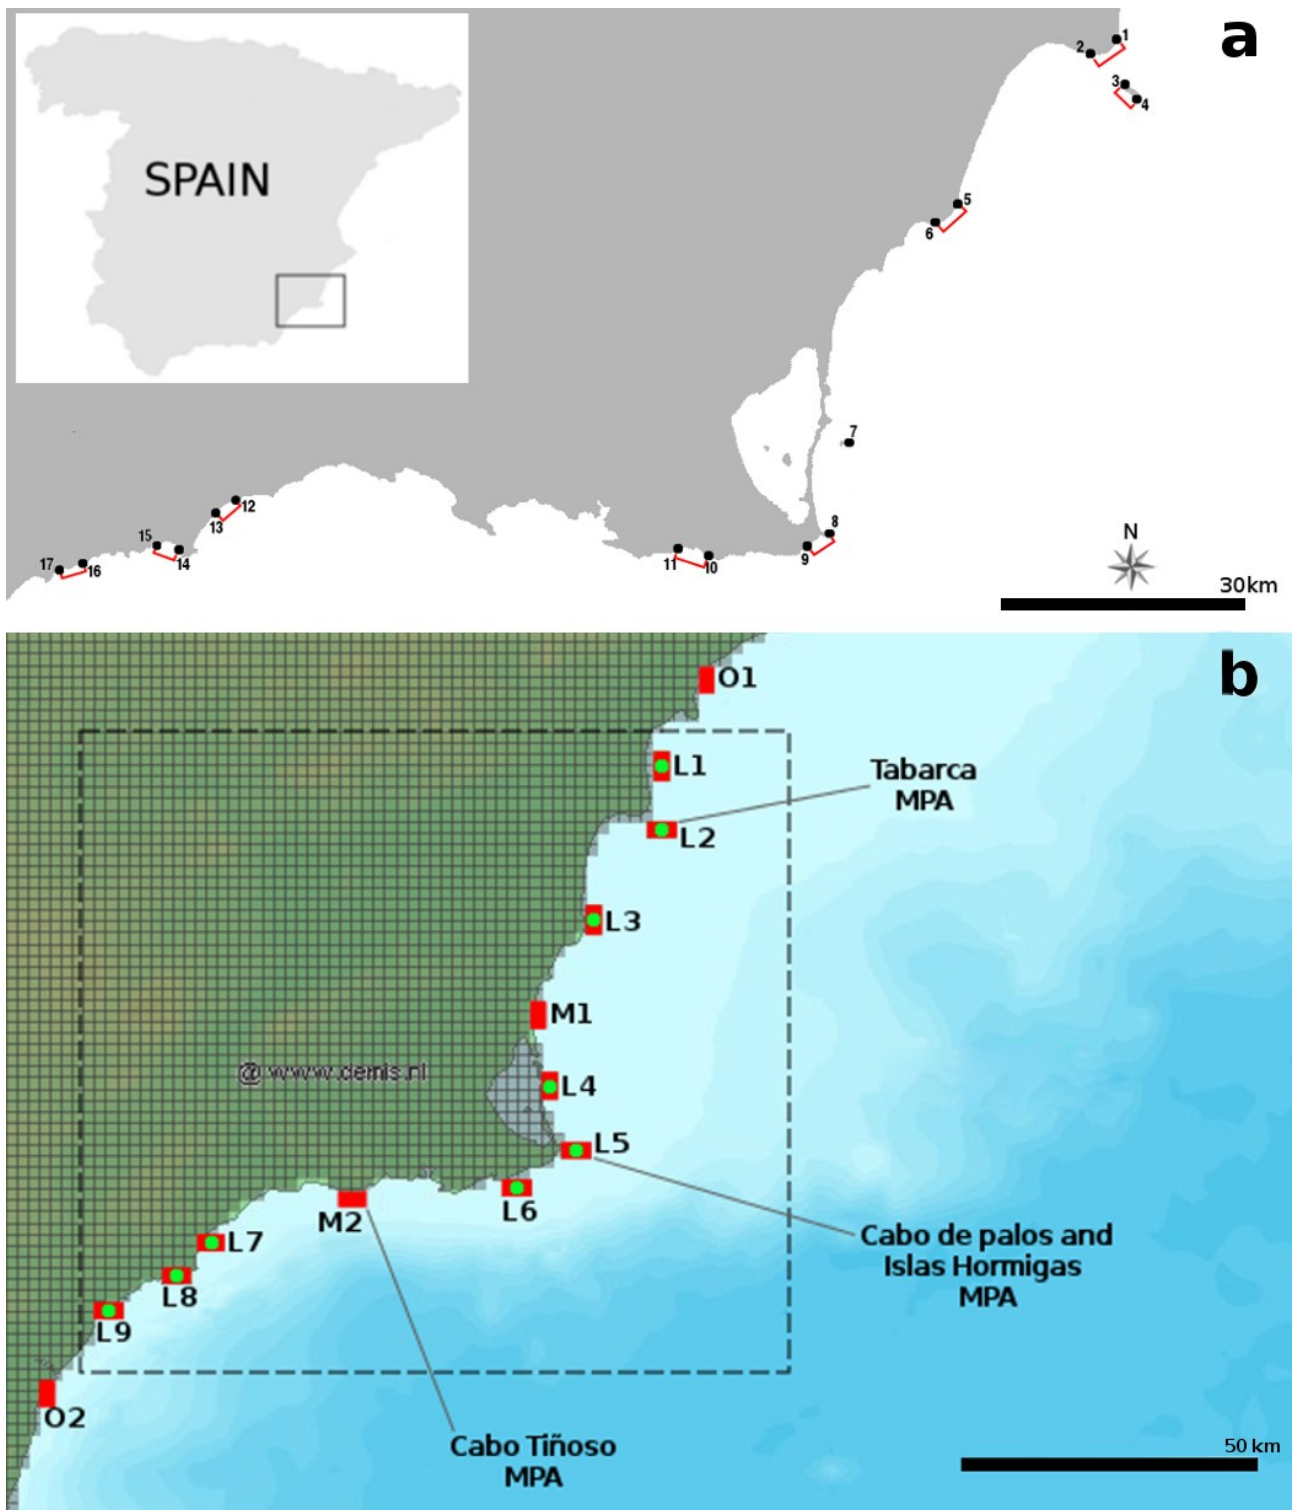 a
SPAIN
1
2
3
4
5
6
7
8
9
10
11
12
13
14
15
16
17
N
30km
b
O1
L1
Tabarca
MPA
L2
L3
M1
@ www.demis.nl
L4
L5
L6
M2
L7
L8
L9
O2
Cabo de palos and
Islas Hormigas
MPA
Cabo Tiñoso
MPA
50 km